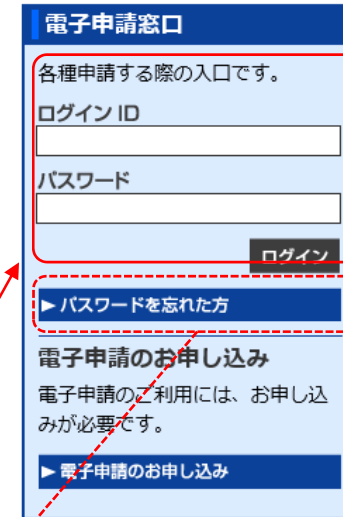 電子申請窓口
各種申請する際の入口です。
ログイン ID
パスワード
ログイン
▶ パスワードを忘れた方
電子申請のお申し込み
電子申請のご利用には、お申し込
みが必要です。
▶ 電子申請のお申し込み